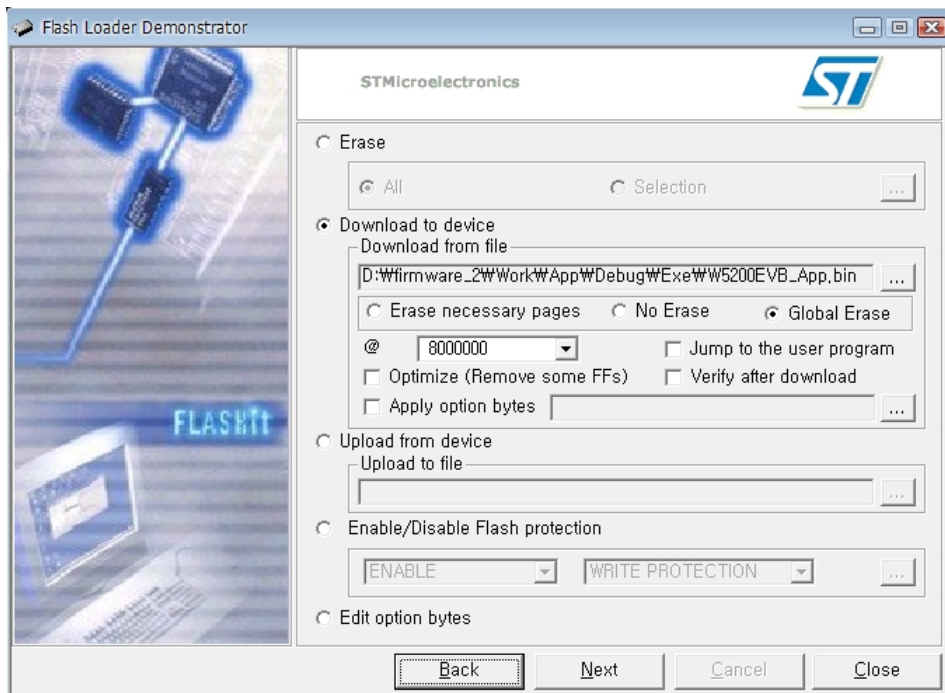 Flash Loader Demonstrator
STMicroelectronics
ST
Erase
All Selection ...
Download to device
Download from file
D:₩firmware_2₩Work₩App₩Debug₩Exe₩W5200EVB_App.bin ...
Erase necessary pages No Erase Global Erase
@ 8000000 Jump to the user program
Optimize (Remove some FFs) Verify after download
Apply option bytes ...
FLASHit
Upload from device
Upload to file
...
Enable/Disable Flash protection
ENABLE WRITE PROTECTION ...
Edit option bytes
Back Next Cancel Close